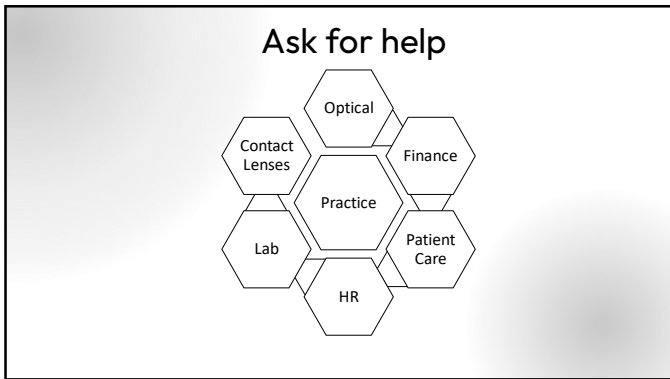 Ask for help
Optical
Contact
Lenses
Finance
Practice
Lab
Patient
Care
HR